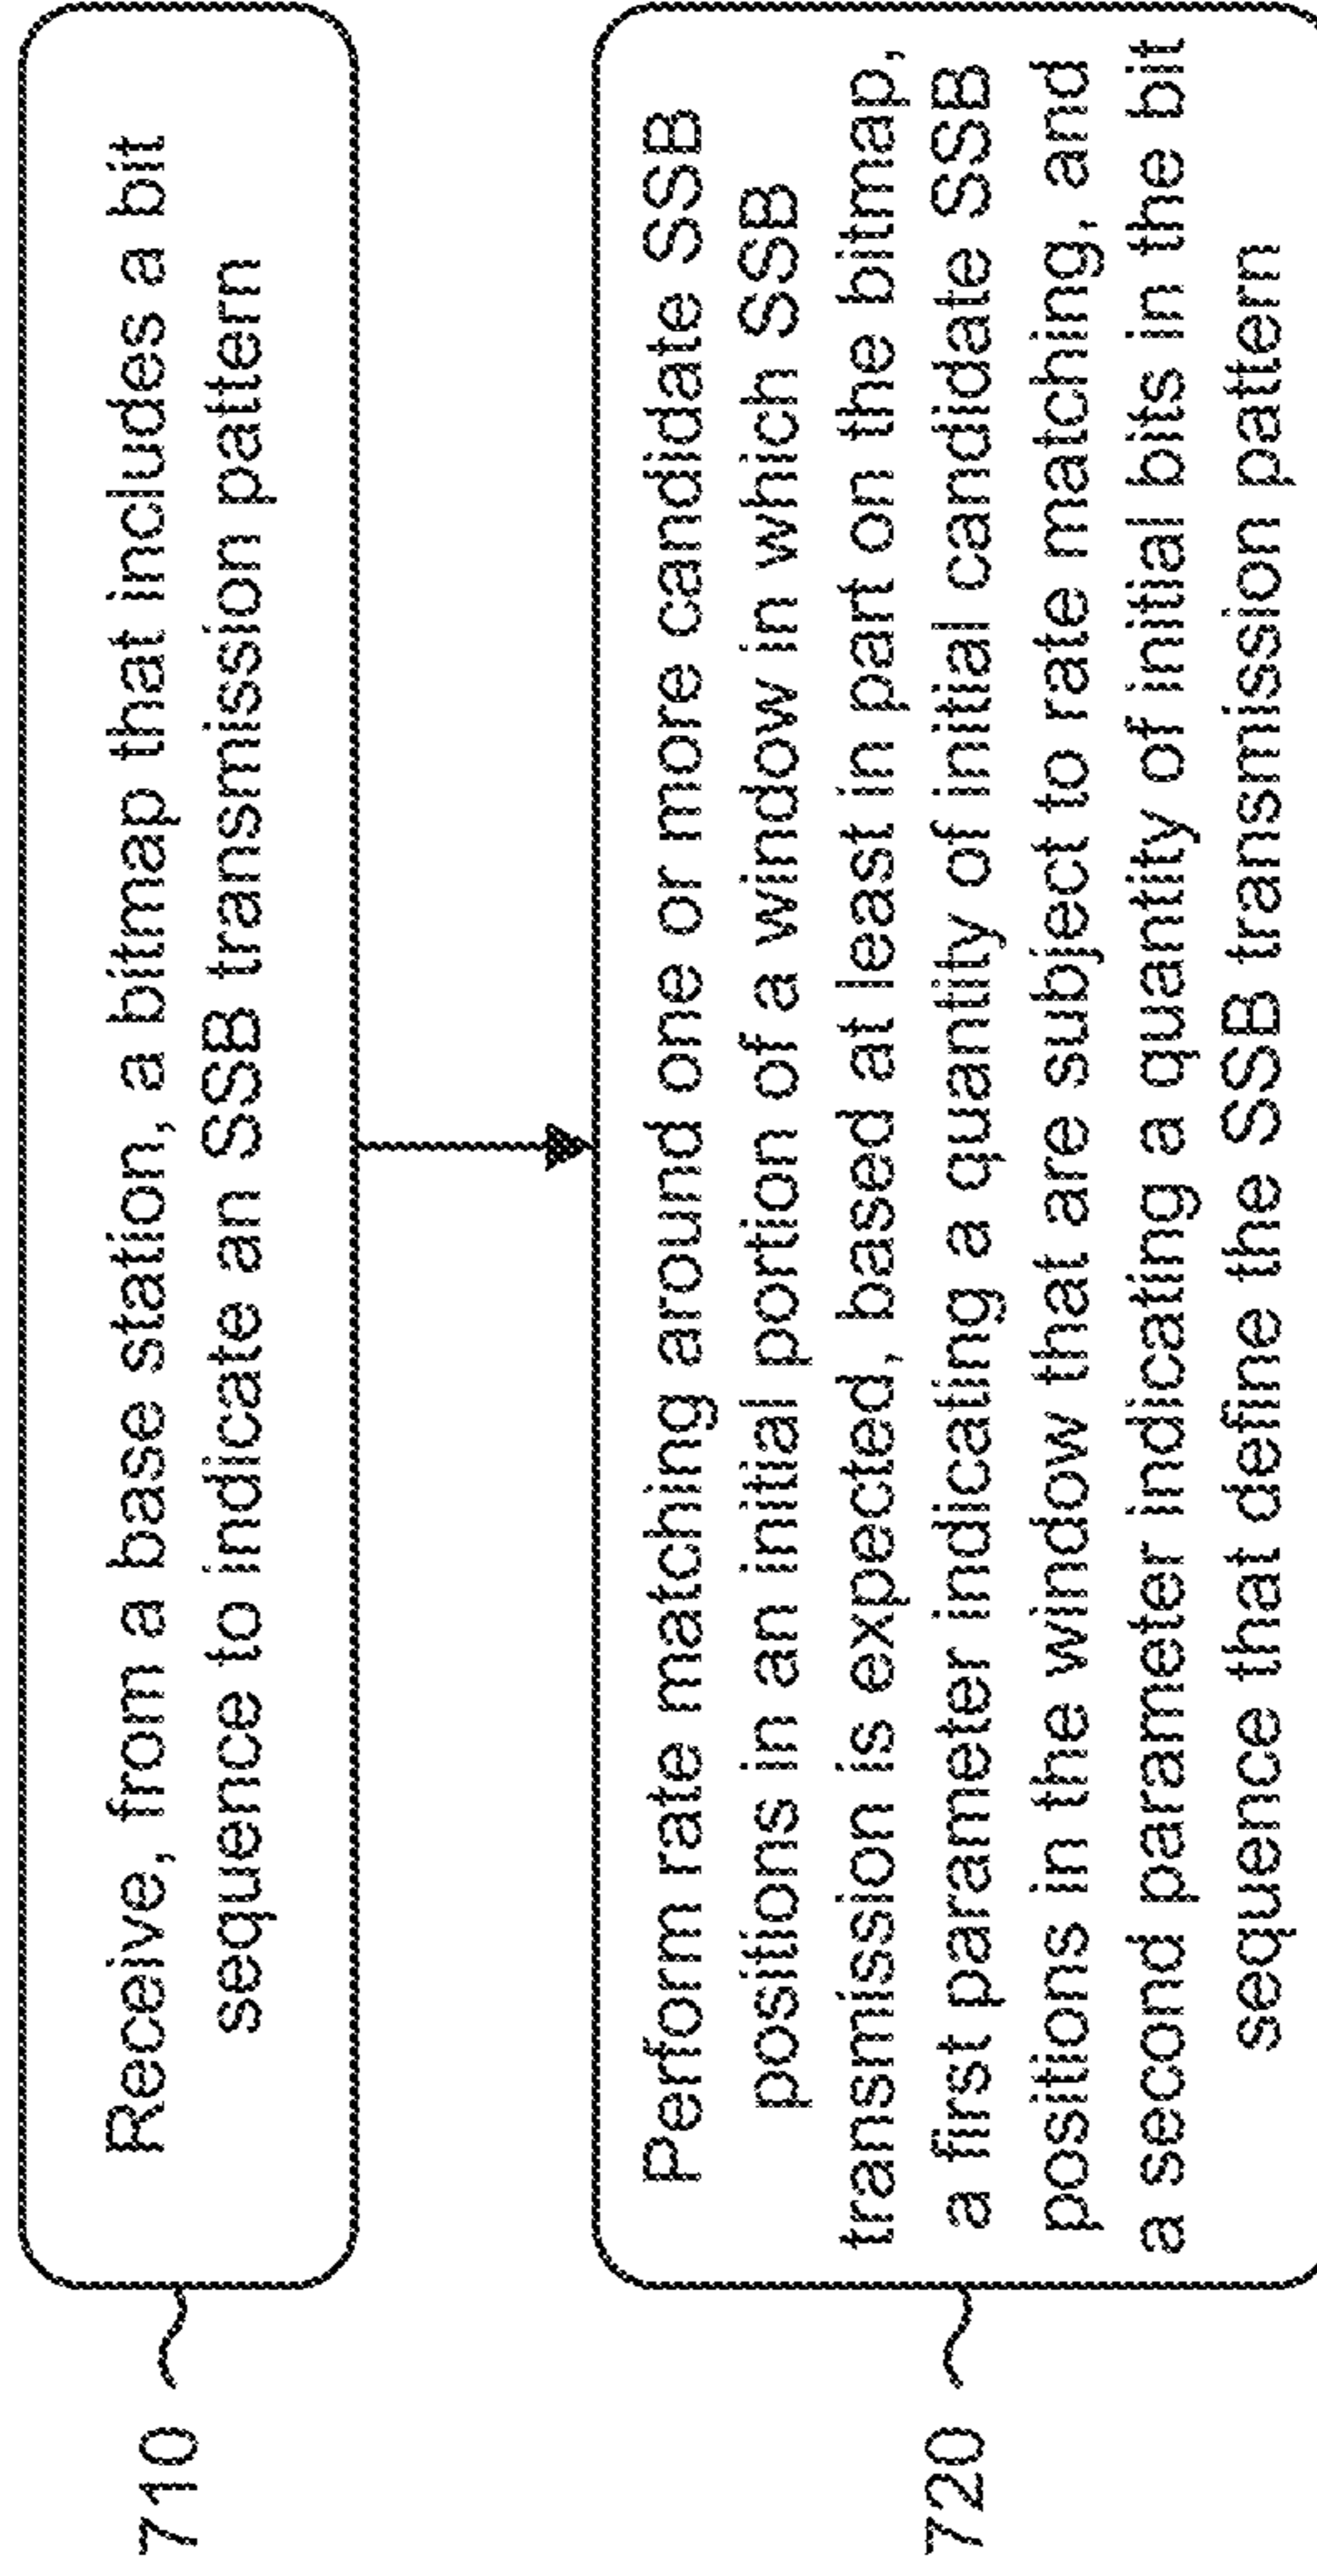 710
Receive, from a base station, a bitmap that includes a bit
sequence to indicate an SSB transmission pattern
720
Perform rate matching around one or more candidate SSB
positions in an initial portion of a window in which SSB
transmission is expected, based at least in part on the bitmap,
a first parameter indicating a quantity of initial candidate SSB
positions in the window that are subject to rate matching, and
a second parameter indicating a quantity of initial bits in the bit
sequence that define the SSB transmission pattern